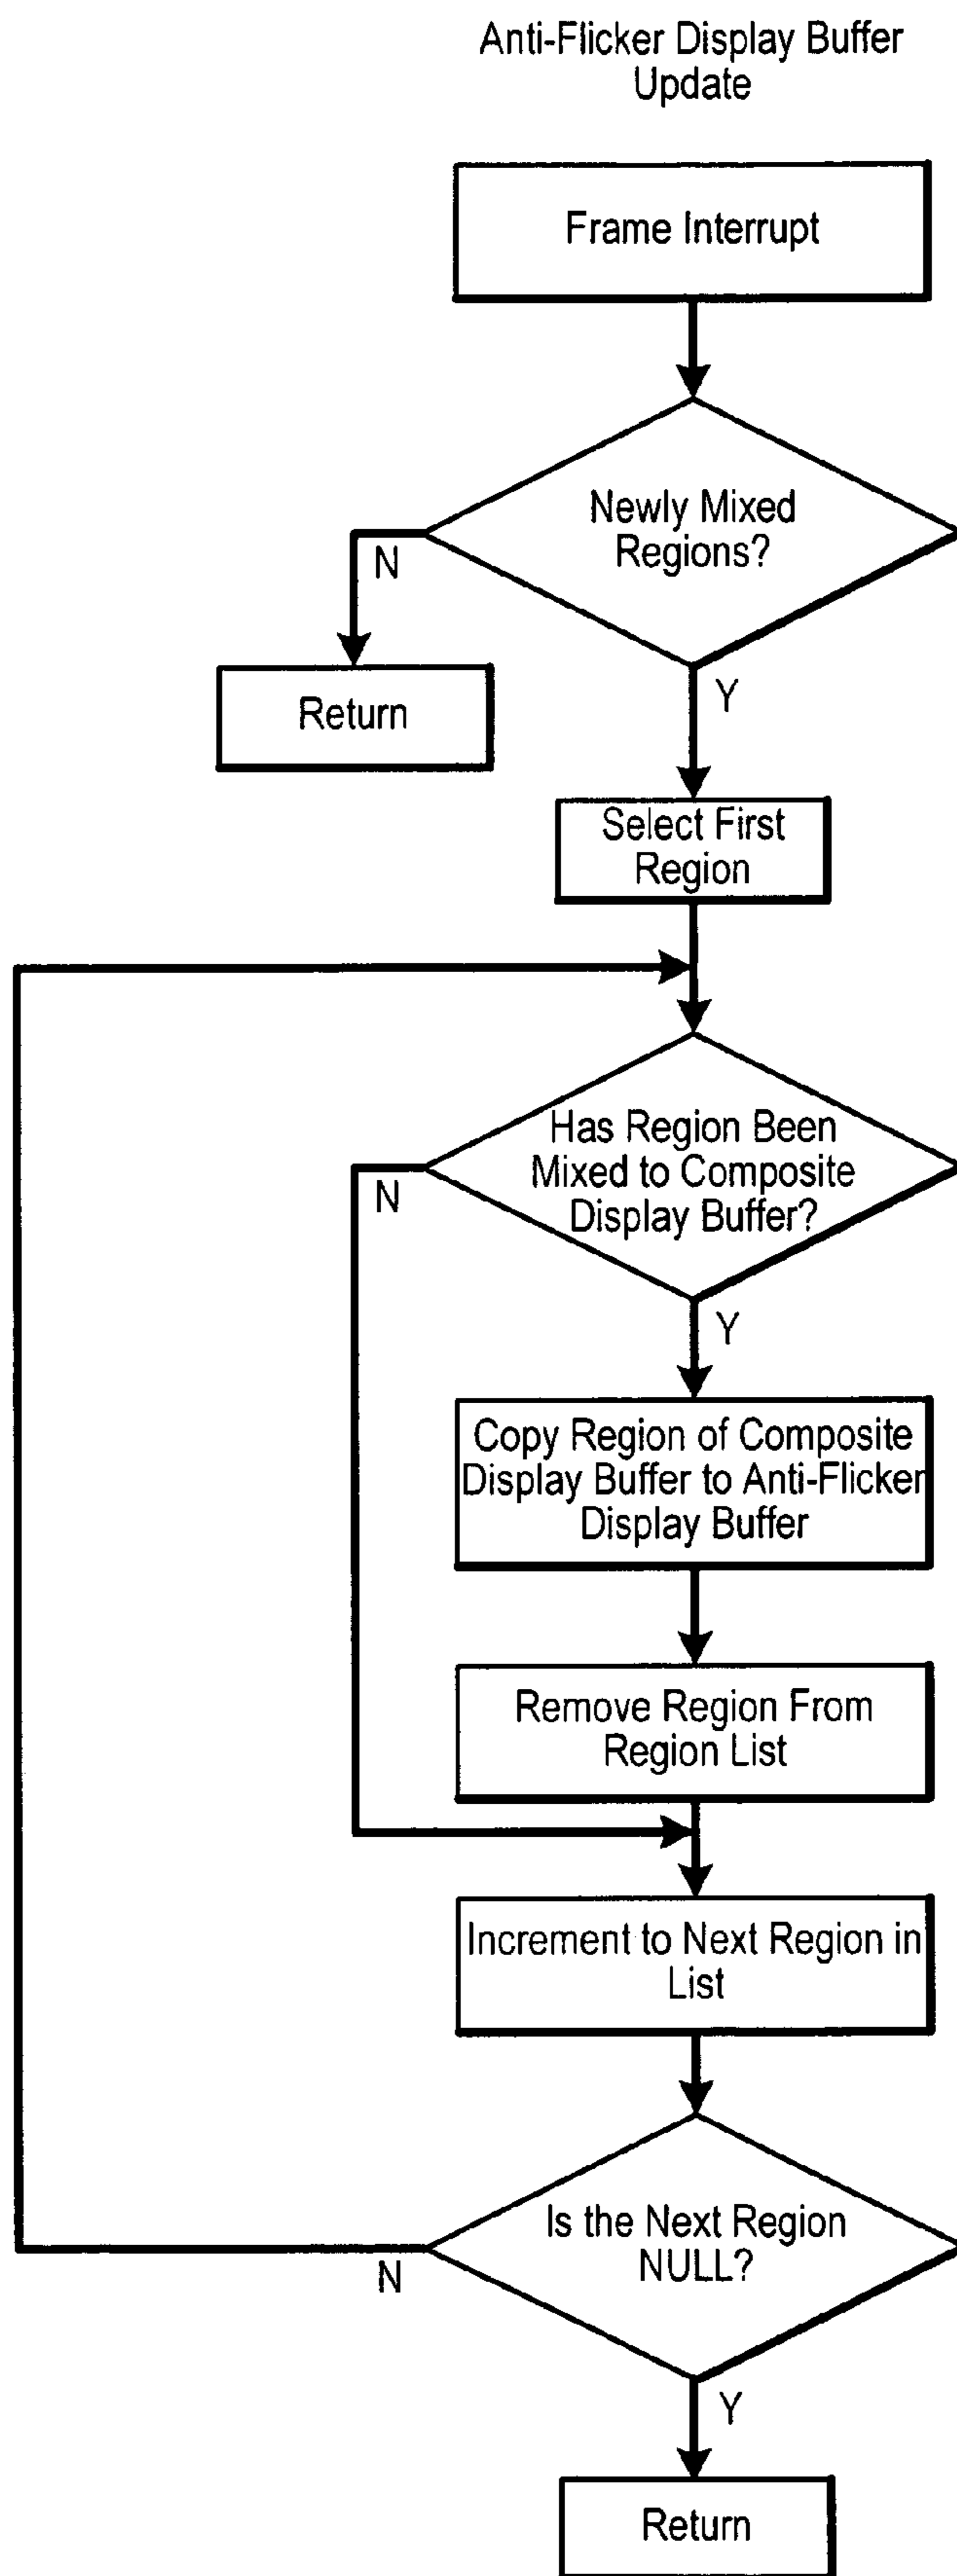 Anti-Flicker Display Buffer
Update
Frame Interrupt
Newly Mixed
Regions?
N
Return
Y
Select First
Region
Has Region Been
Mixed to Composite
Display Buffer?
N
Y
Copy Region of Composite
Display Buffer to Anti-Flicker
Display Buffer
Remove Region From
Region List
Increment to Next Region in
List
Is the Next Region
NULL?
N
Y
Return